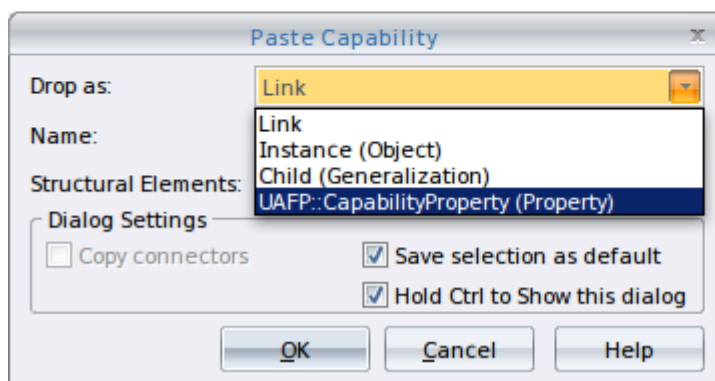 Paste Capability
Drop as:
Link
Link
Instance (Object)
Name:
Child (Generalization)
Structural Elements:
UAFP::CapabilityProperty (Property)
Dialog Settings
Copy connectors
Save selection as default
Hold Ctrl to Show this dialog
OK
Cancel
Help